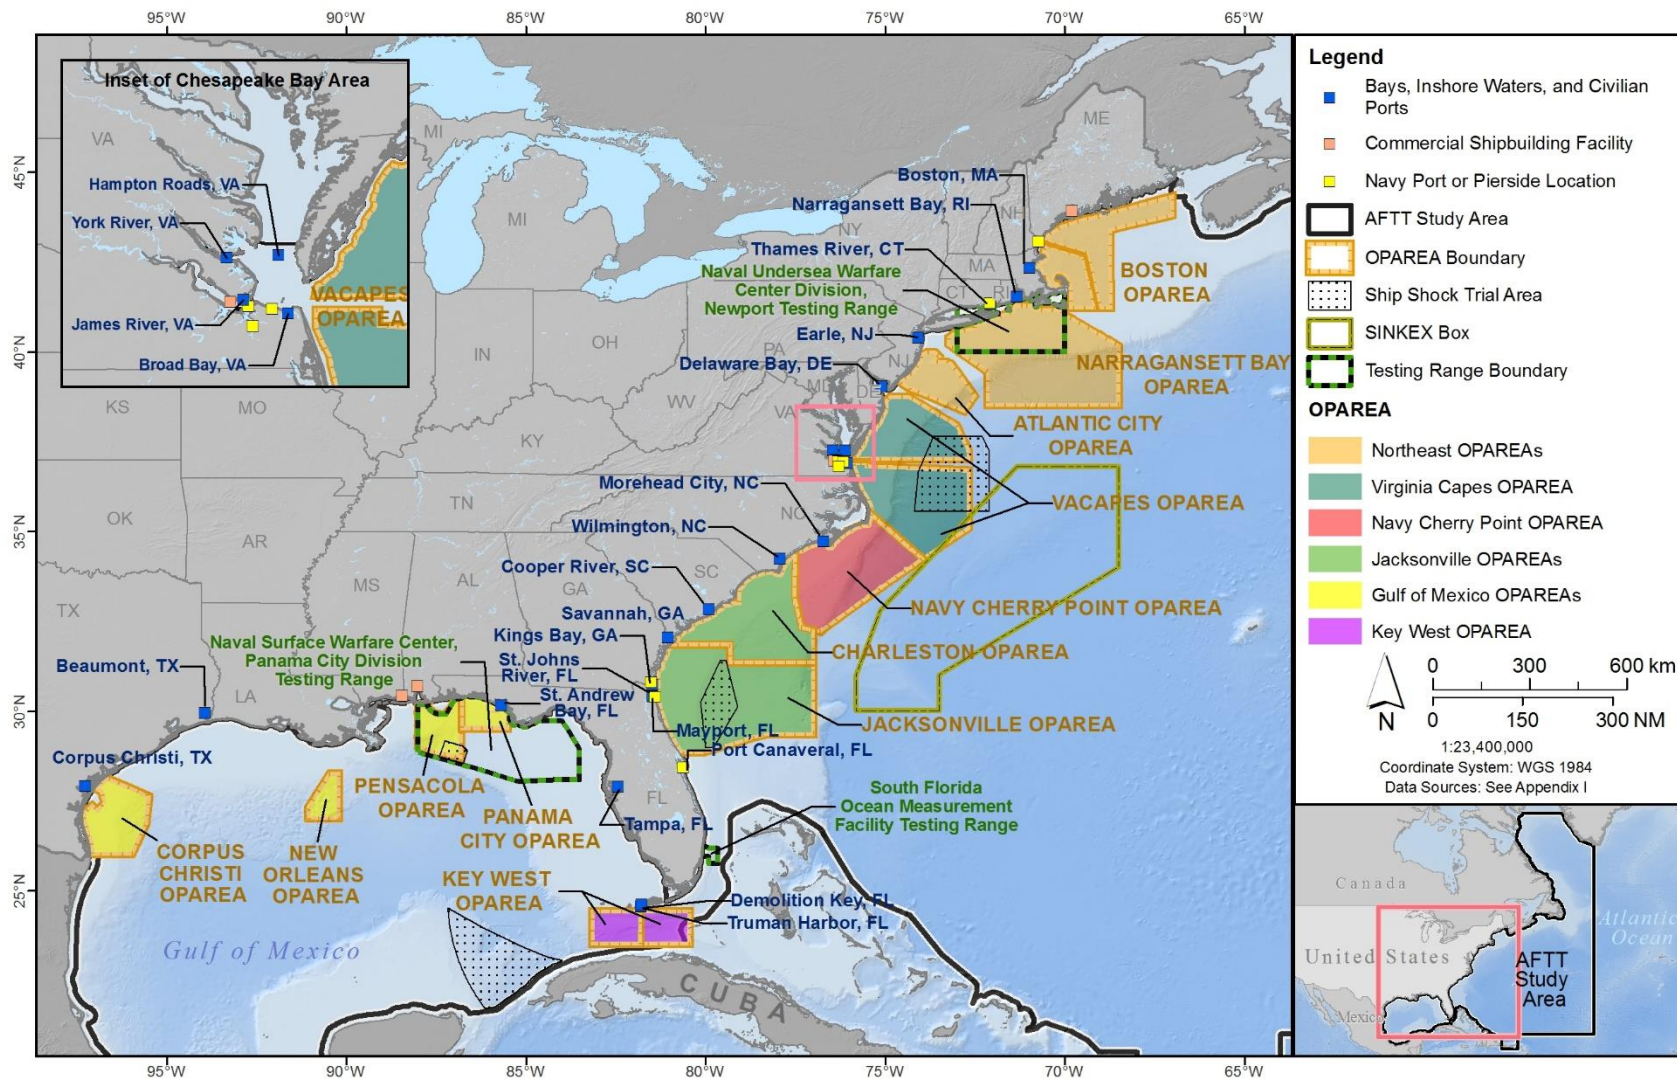 95°W 90°W 85°W 80°W 75°W 70°W 65°W
45°N
40°N
35°N
30°N
25°N
Inset of Chesapeake Bay Area
VA
Hampton Roads, VA
York River, VA
James River, VA
Broad Bay, VA
VACAPES
OPAREA
MI
MI
ME
NH
NY
MA
CT
RI
PA
NJ
MD
DE
OH
IN
WV
VA
KY
KS
MO
TN
NC
OK
AR
SC
MS
AL
GA
TX
LA
FL
Boston, MA
Narragansett Bay, RI
Thames River, CT
Naval Undersea Warfare
Center Division,
Newport Testing Range
Earle, NJ
Delaware Bay, DE
BOSTON
OPAREA
NARRAGANSETT BAY
OPAREA
ATLANTIC CITY
OPAREA
VACAPES OPAREA
Morehead City, NC
Wilmington, NC
Cooper River, SC
NAVY CHERRY POINT OPAREA
Savannah, GA
Kings Bay, GA
CHARLESTON OPAREA
St. Johns
River, FL
Naval Surface Warfare Center,
Panama City Division
Testing Range
St. Andrew
Bay, FL
Beaumont, TX
JACKSONVILLE OPAREA
Mayport, FL
Port Canaveral, FL
Corpus Christi, TX
PENSACOLA
OPAREA
PANAMA
CITY OPAREA
Tampa, FL
South Florida
Ocean Measurement
Facility Testing Range
CORPUS
CHRISTI
OPAREA
NEW
ORLEANS
OPAREA
KEY WEST
OPAREA
Demolition Key, FL
Truman Harbor, FL
Gulf of Mexico
CUBA
95°W 90°W 85°W 80°W 75°W 70°W 65°W
Legend
Bays, Inshore Waters, and Civilian
Ports
Commercial Shipbuilding Facility
Navy Port or Pierside Location
AFTT Study Area
OPAREA Boundary
Ship Shock Trial Area
SINKEX Box
Testing Range Boundary
OPAREA
Northeast OPAREAs
Virginia Capes OPAREA
Navy Cherry Point OPAREA
Jacksonville OPAREAs
Gulf of Mexico OPAREAs
Key West OPAREA
N
0 300 600 km
0 150 300 NM
1:23,400,000
Coordinate System: WGS 1984
Data Sources: See Appendix I
Canada
United States
Mexico
Atlantic
Ocean
AFTT
Study
Area